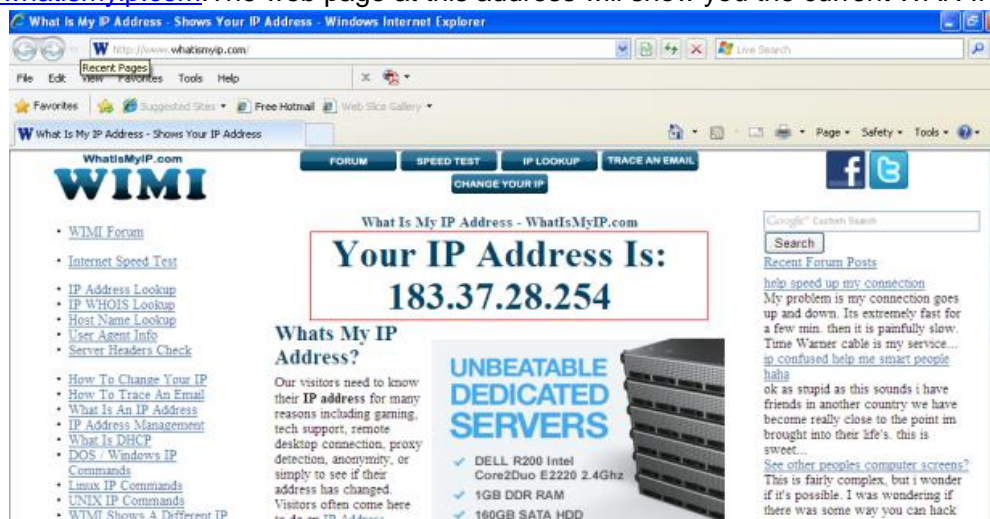 whatismyip.com. The web page at this address will show you the current WAN I
What Is My IP Address - Shows Your IP Address - Windows Internet Explorer
http://www.whatismyip.com/
Live Search
Recent Pages
File Edit View Favorites Tools Help
Favorites Suggested Sites Free Hotmail Web Slice Gallery
What Is My IP Address - Shows Your IP Address
Page Safety Tools
WhatIsMyIP.com
WIMI
FORUM SPEED TEST IP LOOKUP TRACE AN EMAIL
CHANGE YOUR IP
WIMI Forum
Internet Speed Test
IP Address Lookup
IP WHOIS Lookup
Host Name Lookup
User Agent Info
Server Headers Check
How To Change Your IP
How To Trace An Email
What Is An IP Address
IP Address Management
What Is DHCP
DOS / Windows IP
Commands
Linux IP Commands
UNIX IP Commands
WIMI Shows A Different IP
What Is My IP Address - WhatIsMyIP.com
Your IP Address Is:
183.37.28.254
Whats My IP
Address?
Our visitors need to know
their IP address for many
reasons including gaming,
tech support, remote
desktop connection, proxy
detection, anonymity, or
simply to see if their
address has changed.
Visitors often come here
to do an IP Address
UNBEATABLE
DEDICATED
SERVERS
DELL R200 Intel
Core2Duo E2220 2.4Ghz
1GB DDR RAM
160GB SATA HDD
Google Custom Search
Search
Recent Forum Posts
help speed up my connection
My problem is my connection goes
up and down. Its extremely fast for
a few min. then it is painfully slow.
Time Warner cable is my service...
ip confused help me smart people
haha
ok as stupid as this sounds i have
friends in another country we have
become really close to the point im
brought into their life's. this is
sweet...
See other peoples computer screens?
This is fairly complex, but i wonder
if it's possible. I was wondering if
there was some way you can hack